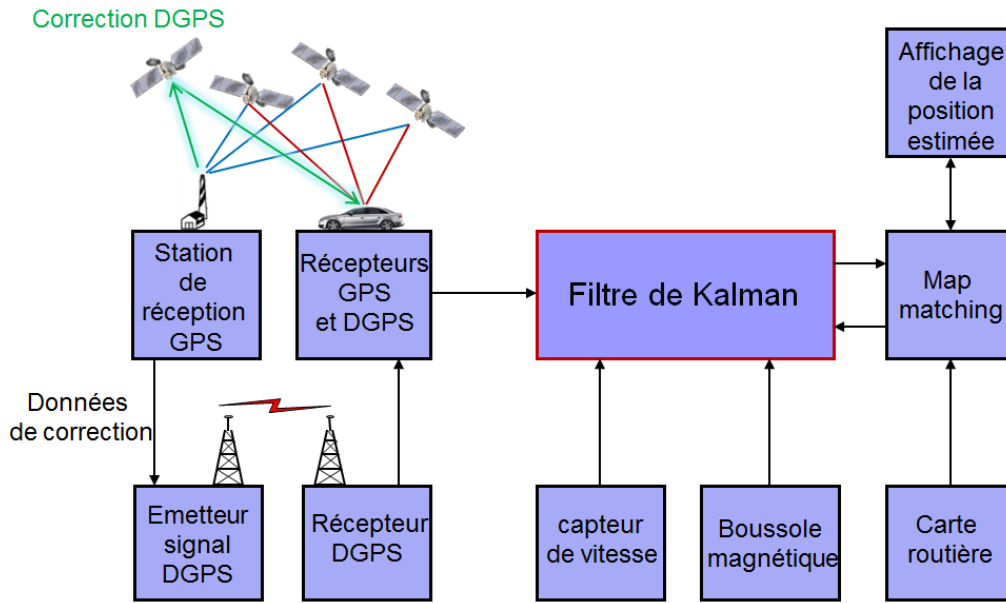 Correction DGPS
Affichage
de la
position
estimée
Station
de
réception
GPS
Récepteurs
GPS
et DGPS
Filtre de Kalman
Map
matching
Données
de correction
Emetteur
signal
DGPS
Récepteur
DGPS
capteur
de vitesse
Boussole
magnétique
Carte
routière